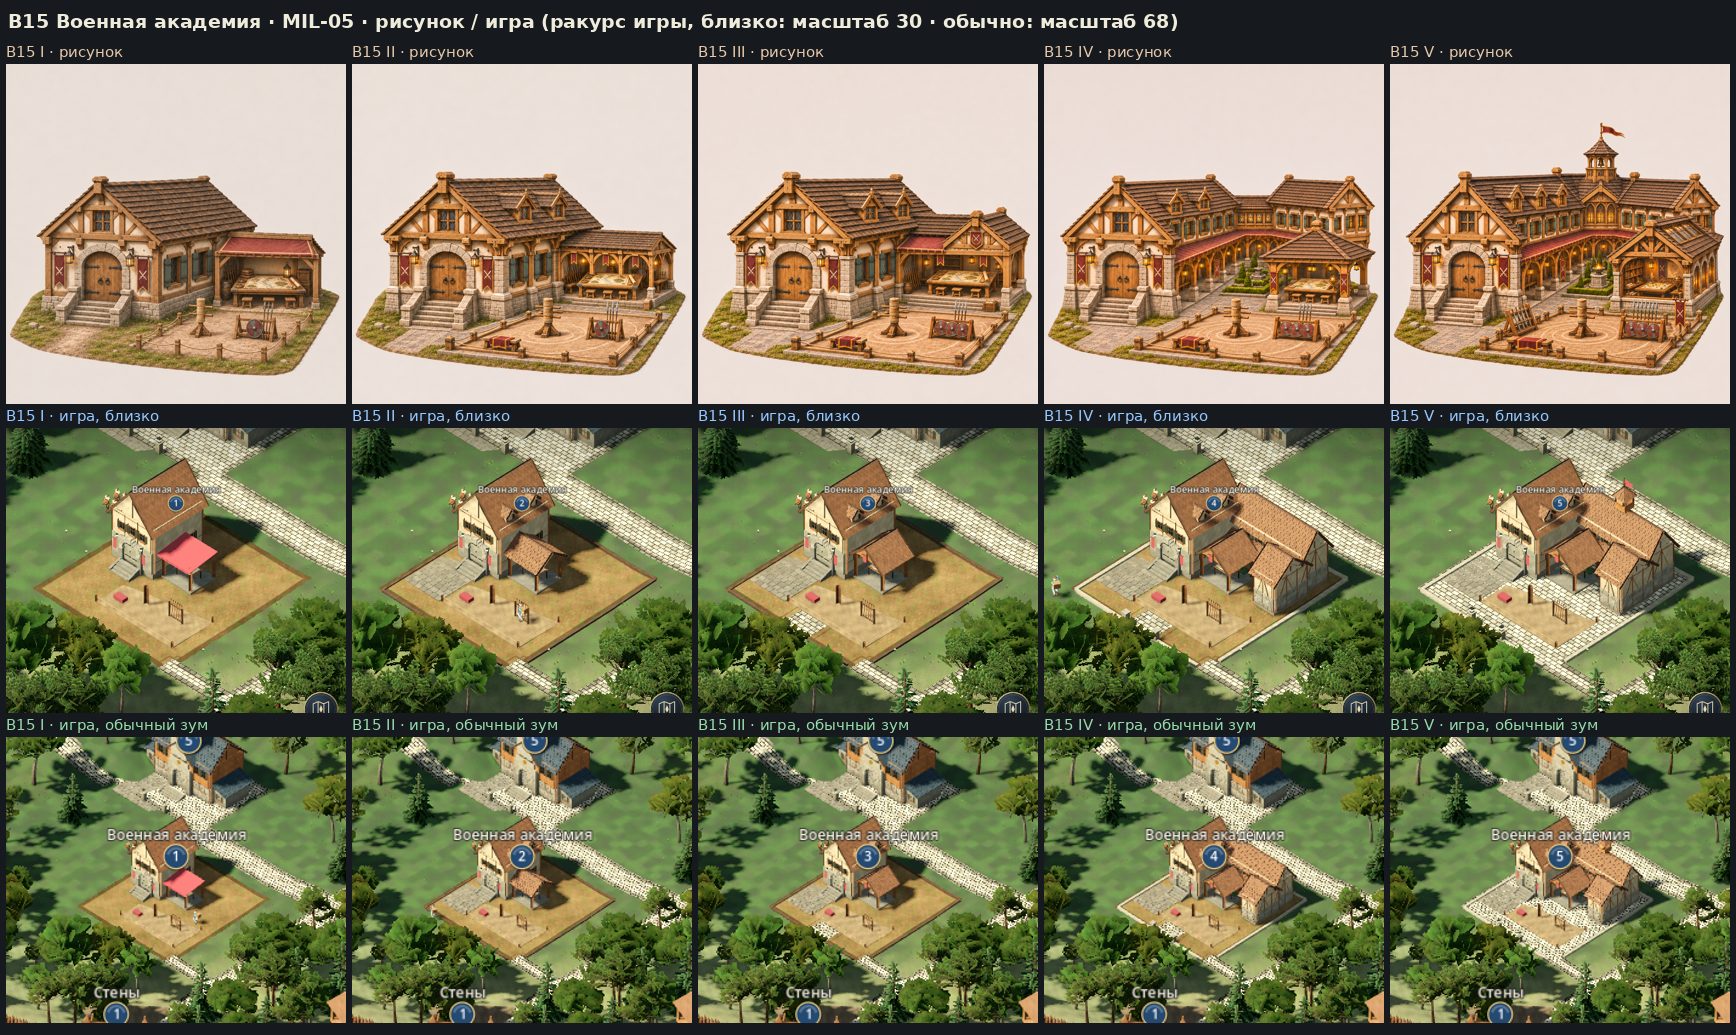 B15 Военная академия · MIL-05 · рисунок / игра (ракурс игры, близко: масштаб 30 · обычно: масштаб 68)
B15 I · рисунок
B15 II · рисунок
B15 III · рисунок
B15 IV · рисунок
B15 V · рисунок
B15 I · игра, близко
B15 II · игра, близко
B15 III · игра, близко
B15 IV · игра, близко
B15 V · игра, близко
Военная академия
1
Военная академия
2
Военная академия
3
Военная академия
4
Военная академия
5
B15 I · игра, обычный зум
B15 II · игра, обычный зум
B15 III · игра, обычный зум
B15 IV · игра, обычный зум
B15 V · игра, обычный зум
5
5
5
5
5
Военная академия
1
Военная академия
2
Военная академия
3
Военная академия
4
Военная академия
5
Стены
1
Стены
1
Стены
1
Стены
1
Стены
1